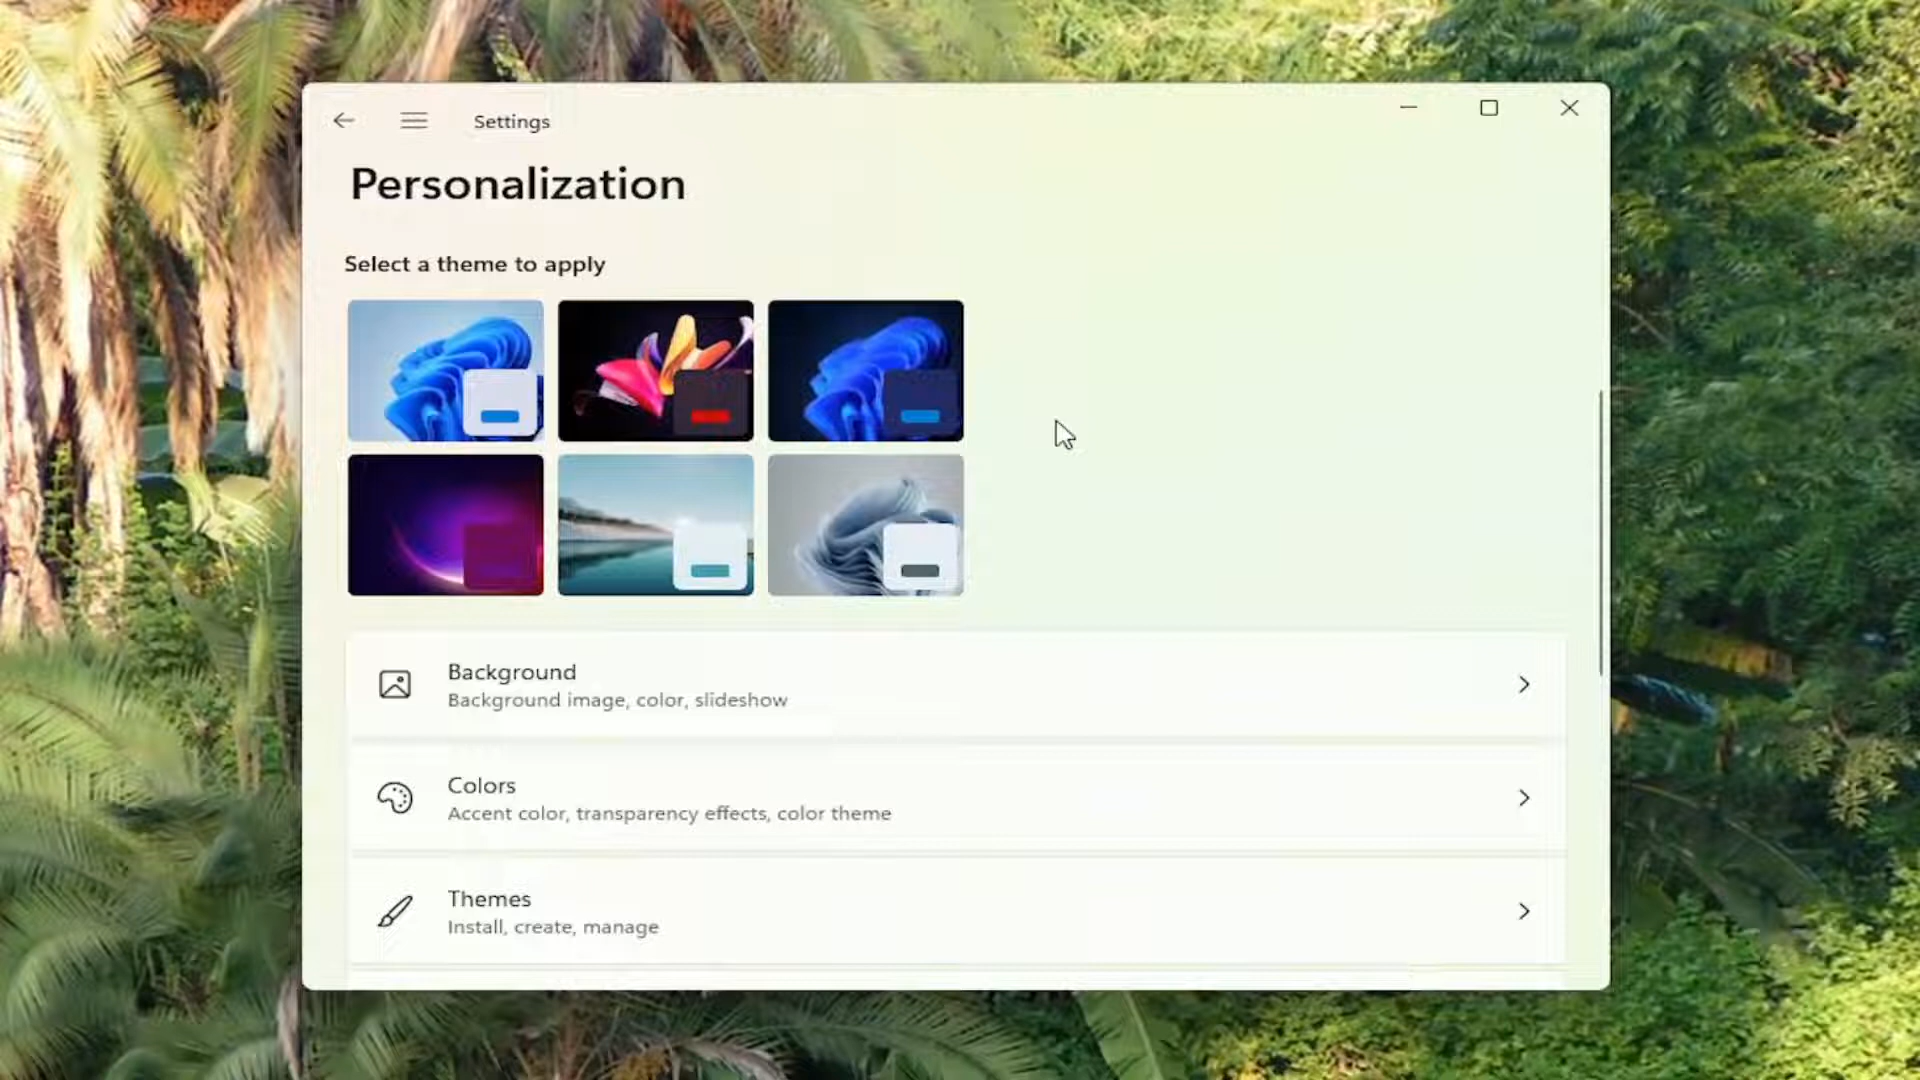 Settings
Personalization
Select a theme to apply
Background
Background image, color, slideshow
Colors
Accent color, transparency effects, color theme
Themes
Install, create, manage